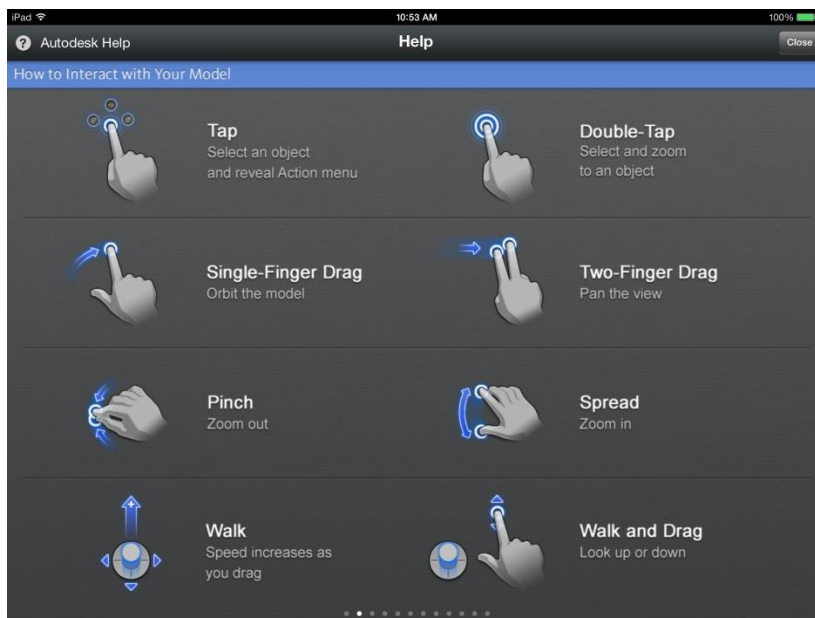 iPad
10:53 AM
100%
? Autodesk Help
Help
Close
How to Interact with Your Model
Tap
Select an object
and reveal Action menu
Double-Tap
Select and zoom
to an object
Single-Finger Drag
Orbit the model
Two-Finger Drag
Pan the view
Pinch
Zoom out
Spread
Zoom in
Walk
Speed increases as
you drag
Walk and Drag
Look up or down